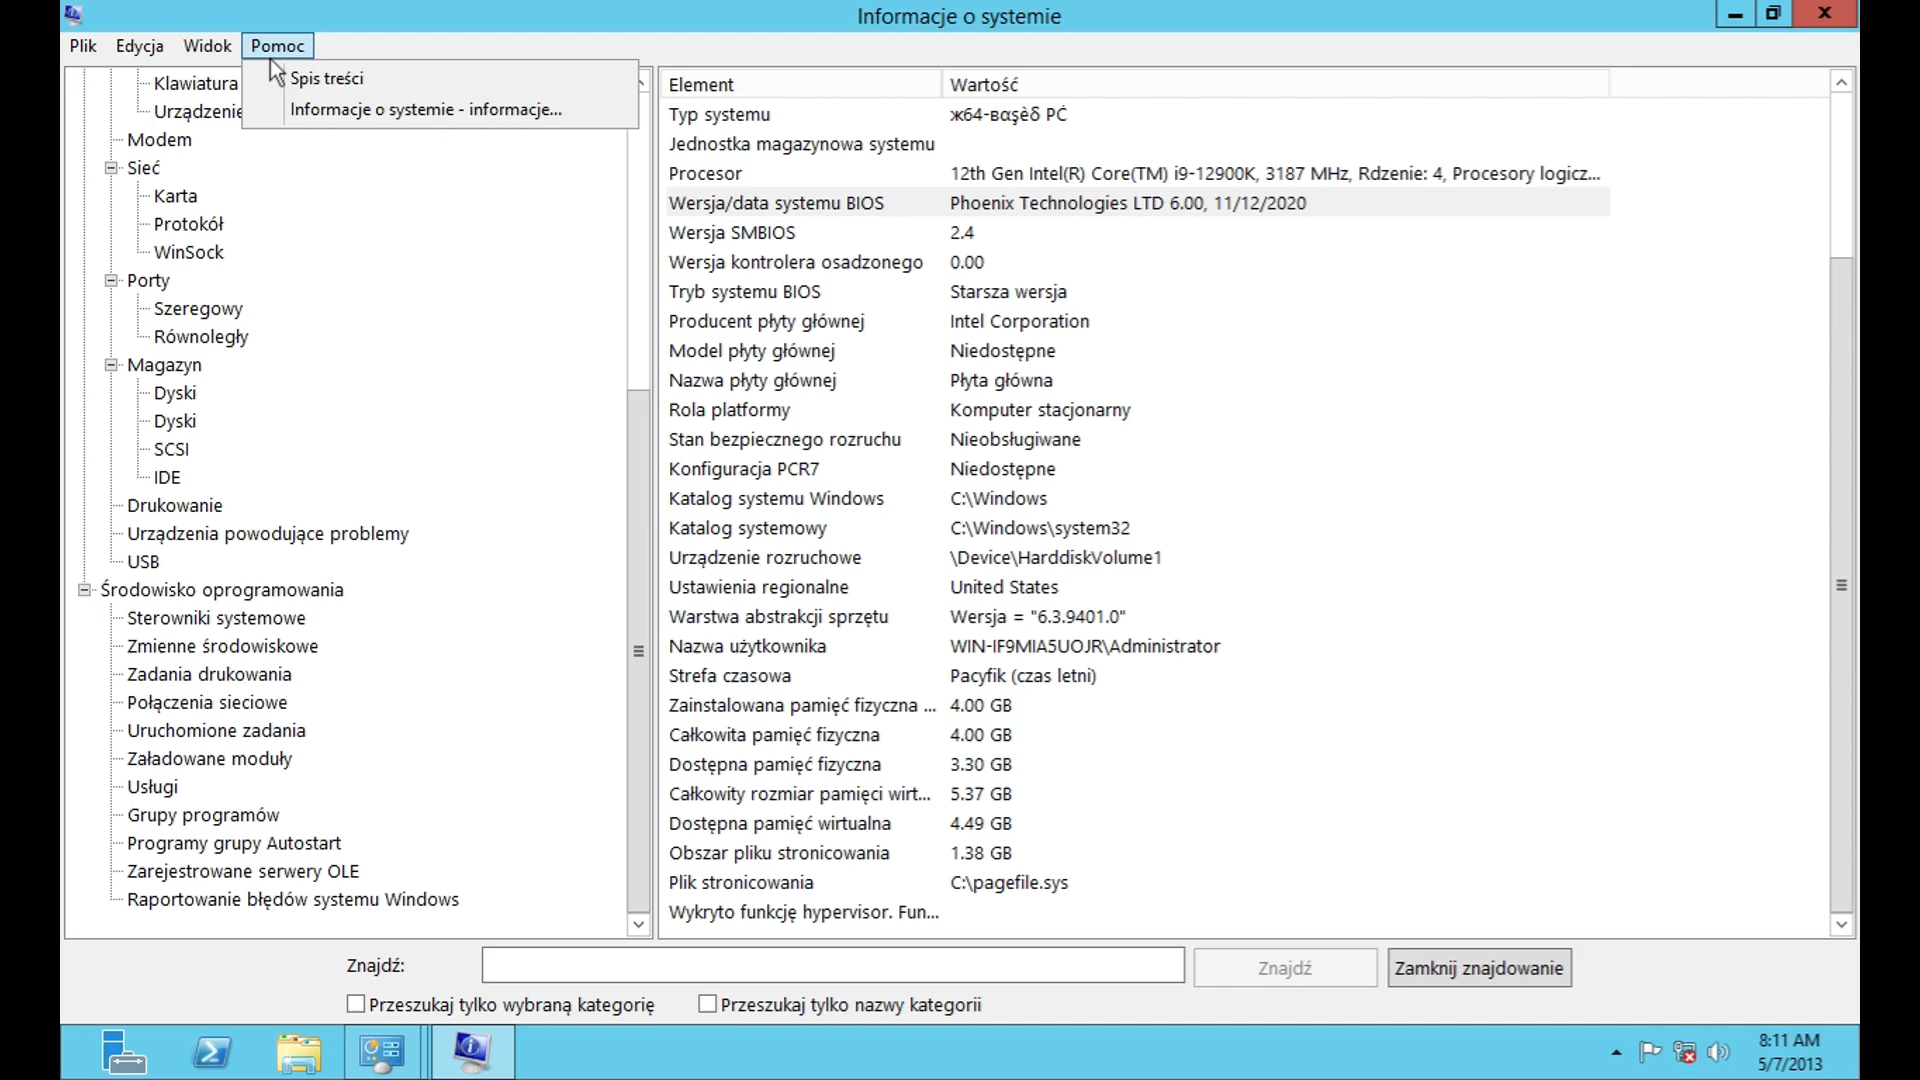 Informacje o systemie
Plik Edycja Widok Pomoc
Spis treści
Informacje o systemie - informacje...
Klawiatura
Urządzenie
Modem
Sieć
Karta
Protokół
WinSock
Porty
Szeregowy
Równoległy
Magazyn
Dyski
Dyski
SCSI
IDE
Drukowanie
Urządzenia powodujące problemy
USB
Środowisko oprogramowania
Sterowniki systemowe
Zmienne środowiskowe
Zadania drukowania
Połączenia sieciowe
Uruchomione zadania
Załadowane moduły
Usługi
Grupy programów
Programy grupy Autostart
Zarejestrowane serwery OLE
Raportowanie błędów systemu Windows
Element Wartość
Typ systemu ж64-вαşèδ PĆ
Jednostka magazynowa systemu
Procesor 12th Gen Intel(R) Core(TM) i9-12900K, 3187 MHz, Rdzenie: 4, Procesory logicz...
Wersja/data systemu BIOS Phoenix Technologies LTD 6.00, 11/12/2020
Wersja SMBIOS 2.4
Wersja kontrolera osadzonego 0.00
Tryb systemu BIOS Starsza wersja
Producent płyty głównej Intel Corporation
Model płyty głównej Niedostępne
Nazwa płyty głównej Płyta główna
Rola platformy Komputer stacjonarny
Stan bezpiecznego rozruchu Nieobsługiwane
Konfiguracja PCR7 Niedostępne
Katalog systemu Windows C:\Windows
Katalog systemowy C:\Windows\system32
Urządzenie rozruchowe \Device\HarddiskVolume1
Ustawienia regionalne United States
Warstwa abstrakcji sprzętu Wersja = "6.3.9401.0"
Nazwa użytkownika WIN-IF9MIA5UOJR\Administrator
Strefa czasowa Pacyfik (czas letni)
Zainstalowana pamięć fizyczna ... 4.00 GB
Całkowita pamięć fizyczna 4.00 GB
Dostępna pamięć fizyczna 3.30 GB
Całkowity rozmiar pamięci wirt... 5.37 GB
Dostępna pamięć wirtualna 4.49 GB
Obszar pliku stronicowania 1.38 GB
Plik stronicowania C:\pagefile.sys
Wykryto funkcję hypervisor. Fun...
Znajdź: Znajdź Zamknij znajdowanie
Przeszukaj tylko wybraną kategorię Przeszukaj tylko nazwy kategorii
8:11 AM
5/7/2013